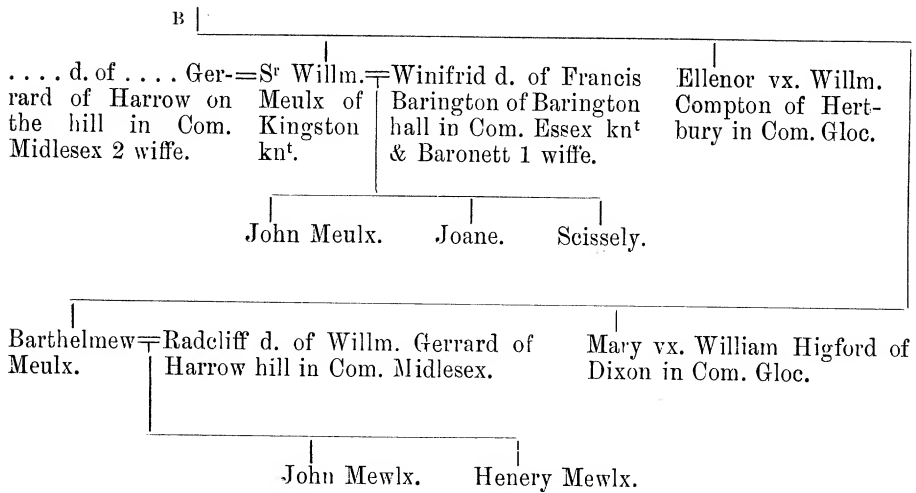 B
. . . . d. of . . . . Ger-
rard of Harrow on
the hill in Com.
Midlesex 2 wiffe.
Sr Willm.
Meulx of
Kingston
knt.
Winifrid d. of Francis
Barington of Barington
hall in Com. Essex knt
& Baronett 1 wiffe.
Ellenor vx. Willm.
Compton of Hert-
bury in Com. Gloc.
John Meulx.
Joane.
Scissely.
Barthelmew
Meulx.
Radcliff d. of Willm. Gerrard of
Harrow hill in Com. Midlesex.
Mary vx. William Higford of
Dixon in Com. Gloc.
John Mewlx.
Henery Mewlx.